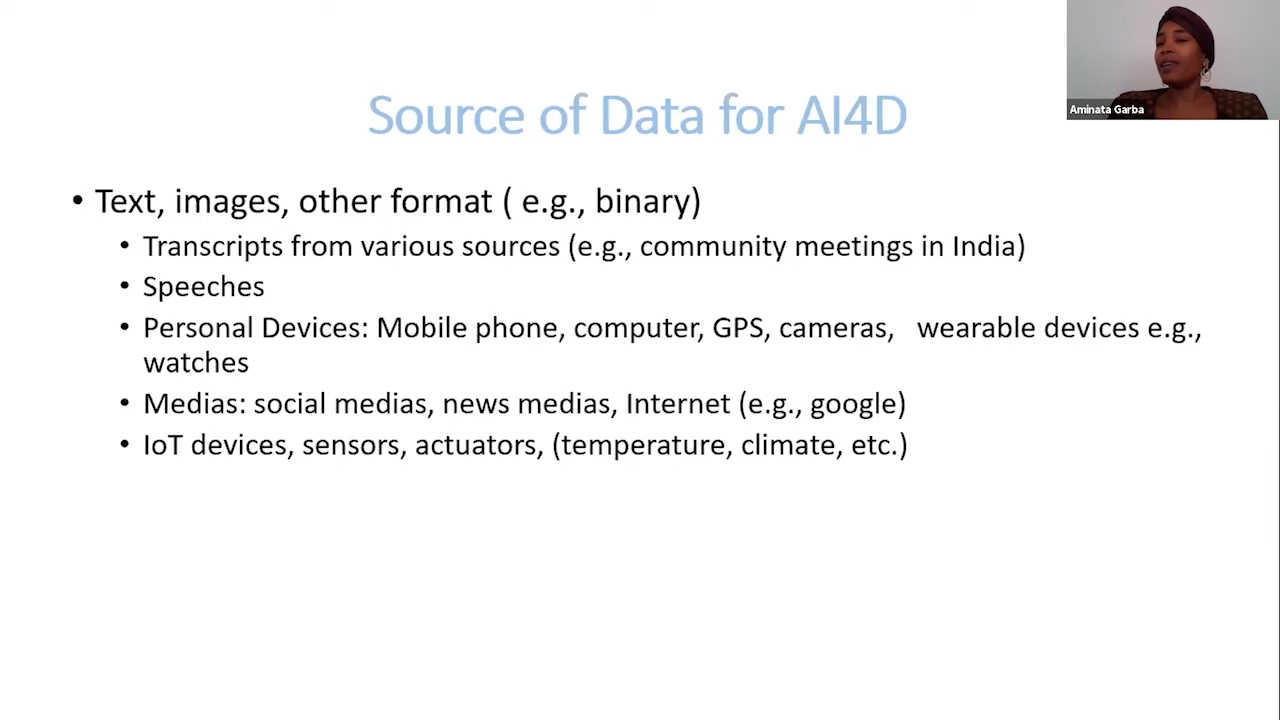 Aminata Garba
Source of Data for AI4D
• Text, images, other format ( e.g., binary)
• Transcripts from various sources (e.g., community meetings in India)
• Speeches
• Personal Devices: Mobile phone, computer, GPS, cameras,   wearable devices e.g.,
watches
• Medias: social medias, news medias, Internet (e.g., google)
• IoT devices, sensors, actuators, (temperature, climate, etc.)